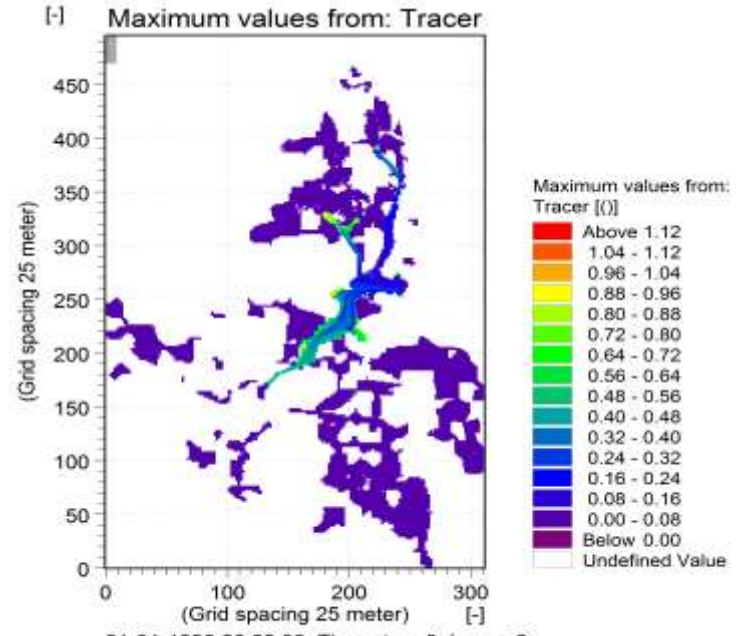 [-] Maximum values from: Tracer
450
400
350
300
250
200
150
100
50
0
(Grid spacing 25 meter)
0 100 200 300
(Grid spacing 25 meter) [-]
Maximum values from:
Tracer [()]
Above 1.12
1.04 - 1.12
0.96 - 1.04
0.88 - 0.96
0.80 - 0.88
0.72 - 0.80
0.64 - 0.72
0.56 - 0.64
0.48 - 0.56
0.40 - 0.48
0.32 - 0.40
0.24 - 0.32
0.16 - 0.24
0.08 - 0.16
0.00 - 0.08
Below 0.00
Undefined Value